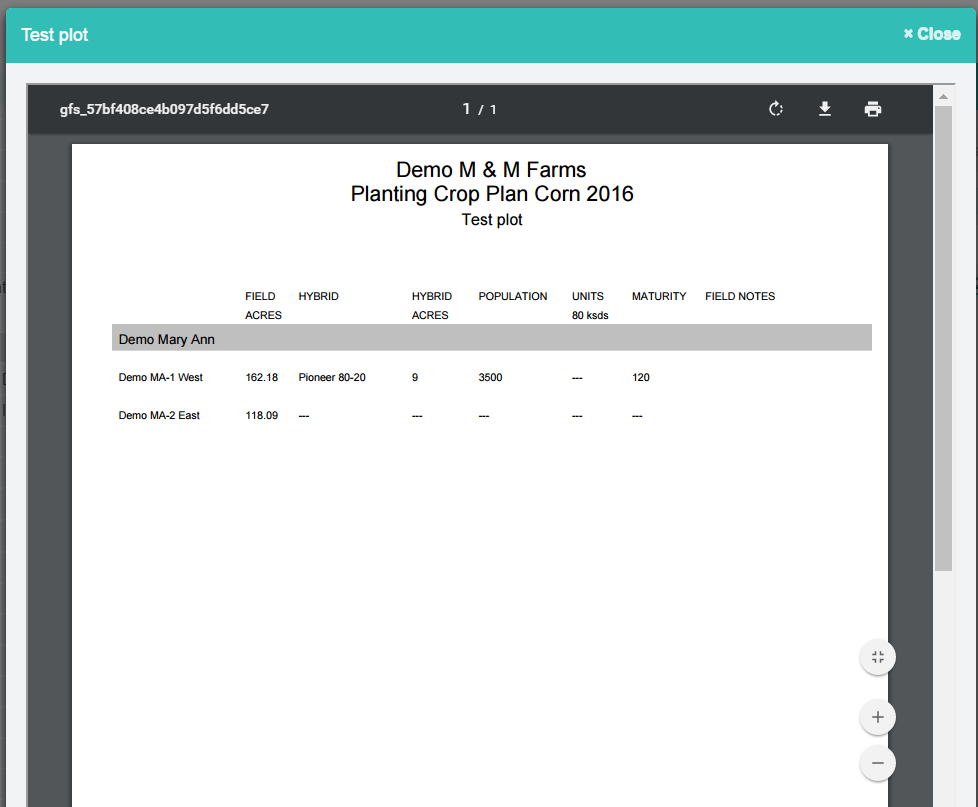 Test plot
× Close
gfs_57bf408ce4b097d5f6dd5ce7
1 / 1
Demo M & M Farms
Planting Crop Plan Corn 2016
Test plot
FIELD HYBRID HYBRID POPULATION UNITS MATURITY FIELD NOTES
ACRES ACRES 80 ksds
Demo Mary Ann
Demo MA-1 West 162.18 Pioneer 80-20 9 3500 --- 120
Demo MA-2 East 118.09 --- --- --- --- ---